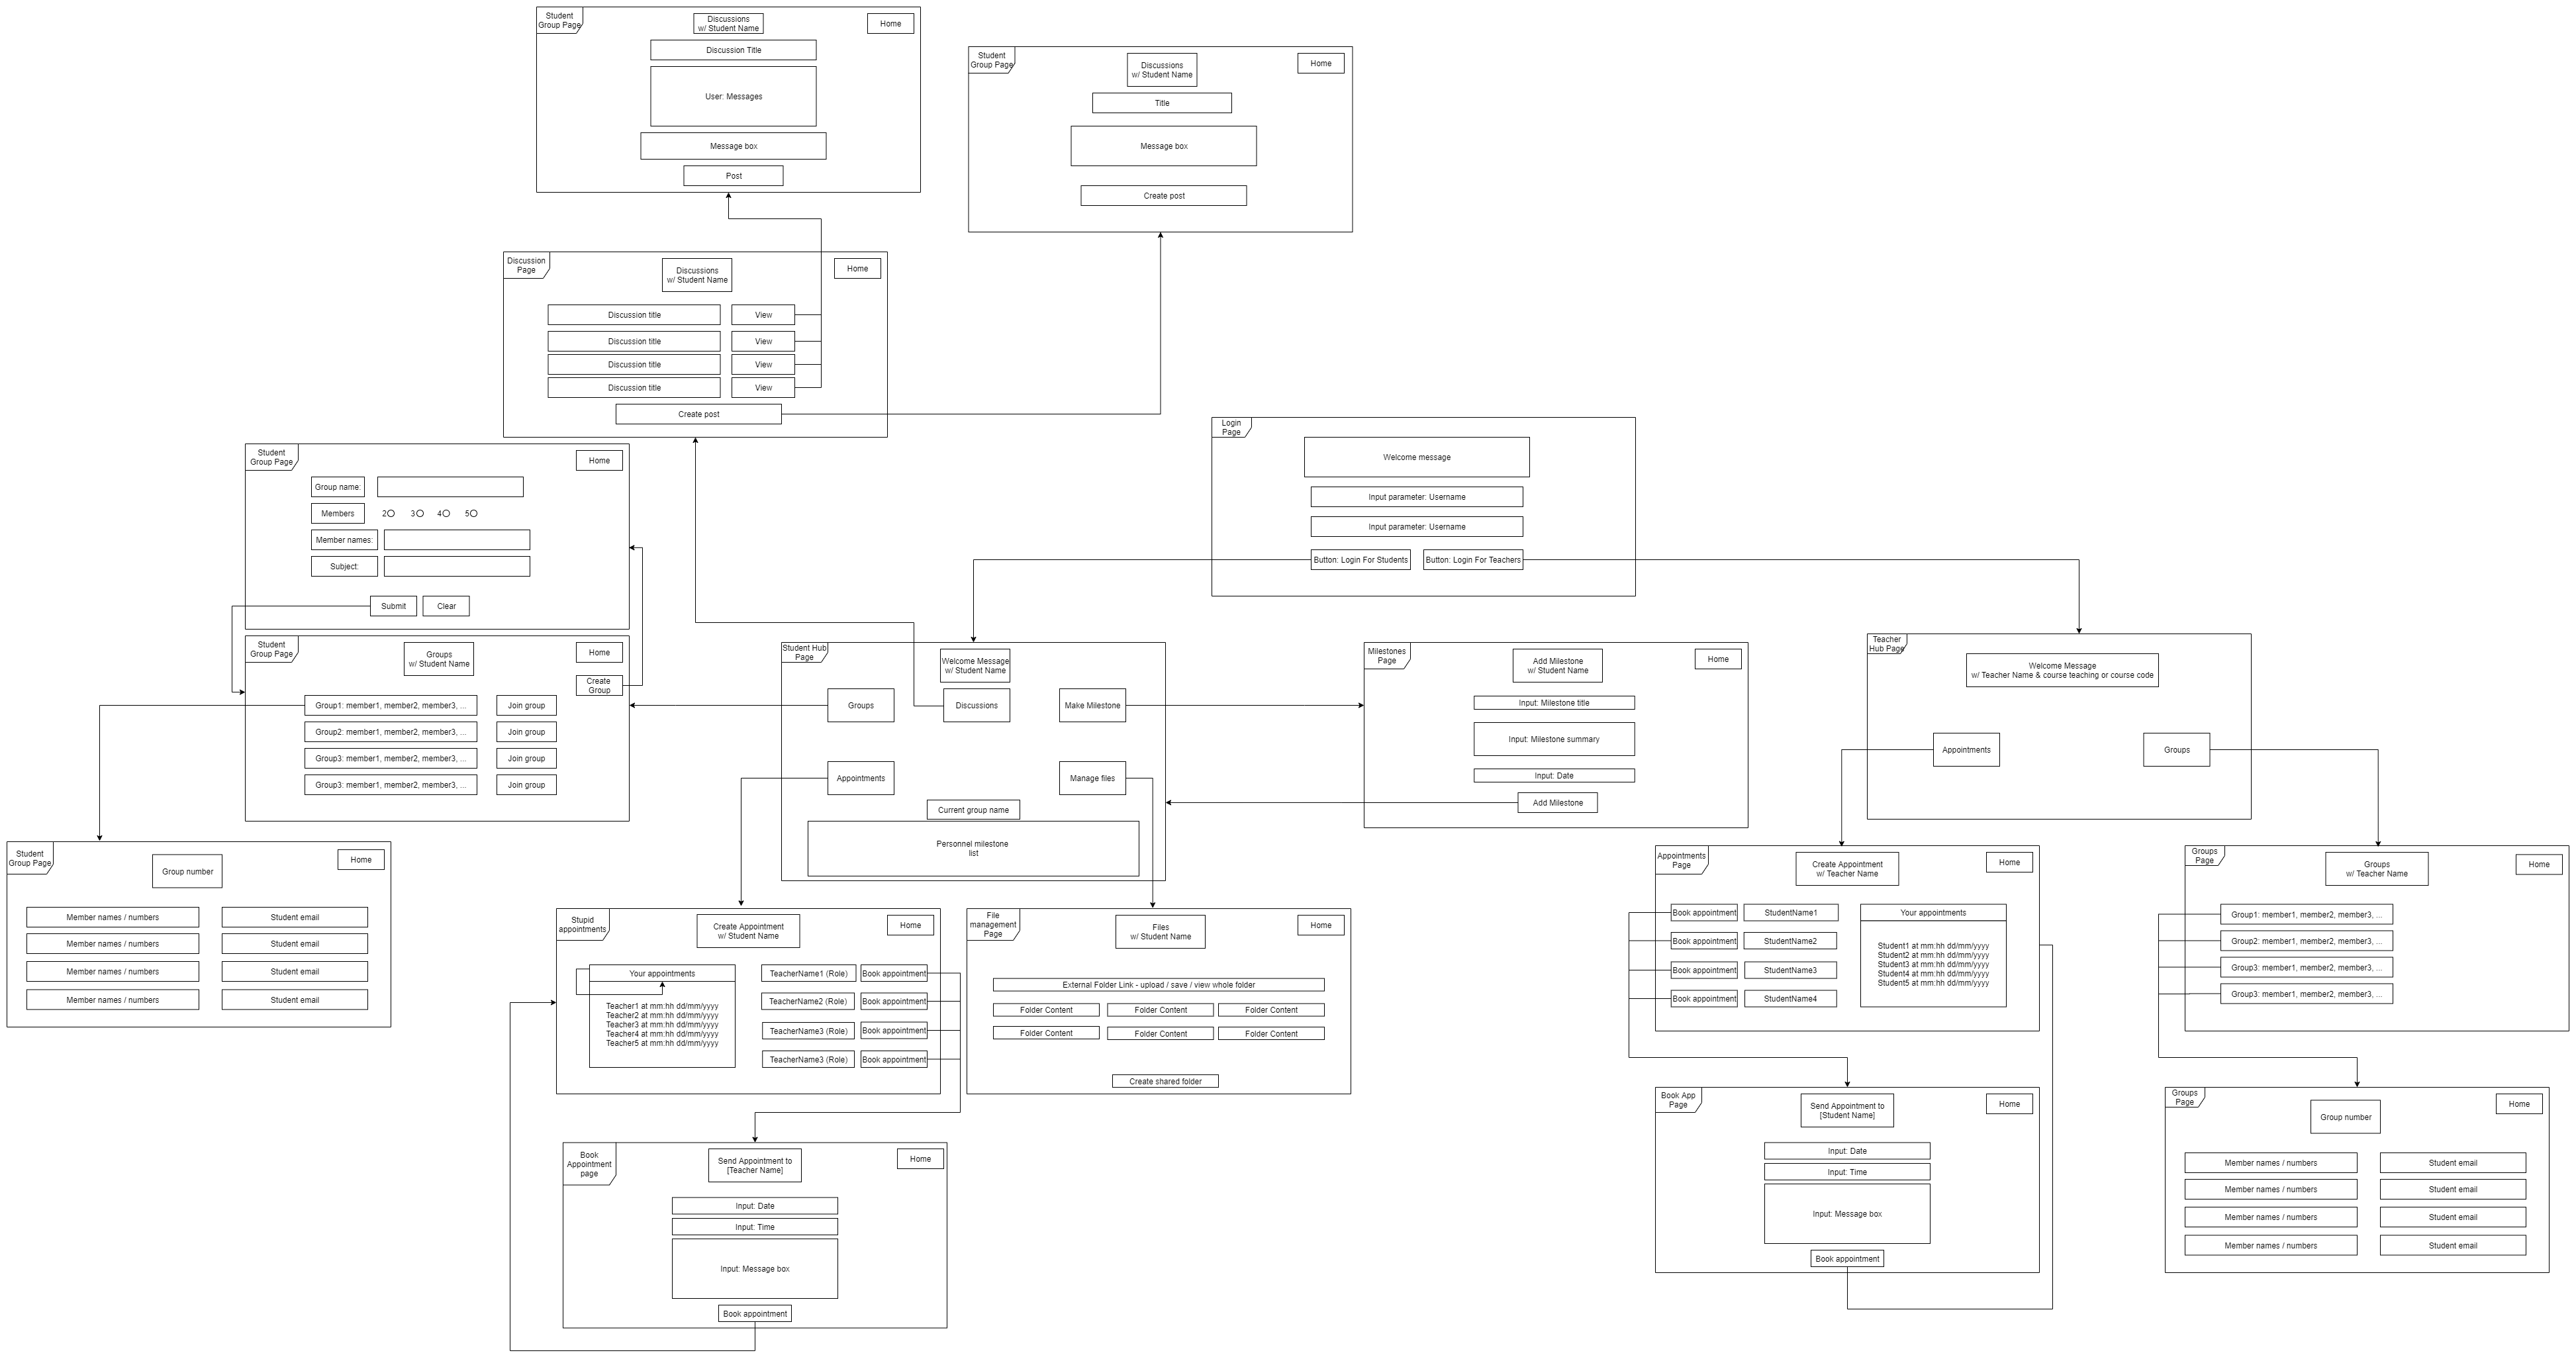 Student
Group Page
Discussions
w/ Student Name
Home
Discussion Title
User: Messages
Message box
Post
Student
Group Page
Discussions
w/ Student Name
Home
Title
Message box
Create post
Discussion
Page
Discussions
w/ Student Name
Home
Discussion title
View
Discussion title
View
Discussion title
View
Discussion title
View
Create post
Login
Page
Welcome message
Input parameter: Username
Input parameter: Username
Button: Login For Students
Button: Login For Teachers
Student
Group Page
Home
Group name:
Members
2
3
4
5
Member names:
Subject:
Submit
Clear
Student
Group Page
Groups
w/ Student Name
Home
Create
Group
Group1: member1, member2, member3, ...
Join group
Group2: member1, member2, member3, ...
Join group
Group3: member1, member2, member3, ...
Join group
Group3: member1, member2, member3, ...
Join group
Student Hub
Page
Welcome Message
w/ Student Name
Groups
Discussions
Make Milestone
Appointments
Manage files
Current group name
Personnel milestone
list
Milestones
Page
Add Milestone
w/ Student Name
Home
Input: Milestone title
Input: Milestone summary
Input: Date
Add Milestone
Teacher
Hub Page
Welcome Message
w/ Teacher Name & course teaching or course code
Appointments
Groups
Student
Group Page
Group number
Home
Member names / numbers
Student email
Member names / numbers
Student email
Member names / numbers
Student email
Member names / numbers
Student email
Stupid
appointments
Create Appointment
w/ Student Name
Home
Your appointments
Teacher1 at mm:hh dd/mm/yyyy
Teacher2 at mm:hh dd/mm/yyyy
Teacher3 at mm:hh dd/mm/yyyy
Teacher4 at mm:hh dd/mm/yyyy
Teacher5 at mm:hh dd/mm/yyyy
TeacherName1 (Role)
Book appointment
TeacherName2 (Role)
Book appointment
TeacherName3 (Role)
Book appointment
TeacherName3 (Role)
Book appointment
File
management
Page
Files
w/ Student Name
Home
External Folder Link - upload / save / view whole folder
Folder Content
Folder Content
Folder Content
Folder Content
Folder Content
Folder Content
Create shared folder
Appointments
Page
Create Appointment
w/ Teacher Name
Home
Book appointment
StudentName1
Book appointment
StudentName2
Book appointment
StudentName3
Book appointment
StudentName4
Your appointments
Student1 at mm:hh dd/mm/yyyy
Student2 at mm:hh dd/mm/yyyy
Student3 at mm:hh dd/mm/yyyy
Student4 at mm:hh dd/mm/yyyy
Student5 at mm:hh dd/mm/yyyy
Groups
Page
Groups
w/ Teacher Name
Home
Group1: member1, member2, member3, ...
Group2: member1, member2, member3, ...
Group3: member1, member2, member3, ...
Group3: member1, member2, member3, ...
Book
Appointment
page
Send Appointment to
[Teacher Name]
Home
Input: Date
Input: Time
Input: Message box
Book appointment
Book App
Page
Send Appointment to
[Student Name]
Home
Input: Date
Input: Time
Input: Message box
Book appointment
Groups
Page
Group number
Home
Member names / numbers
Student email
Member names / numbers
Student email
Member names / numbers
Student email
Member names / numbers
Student email